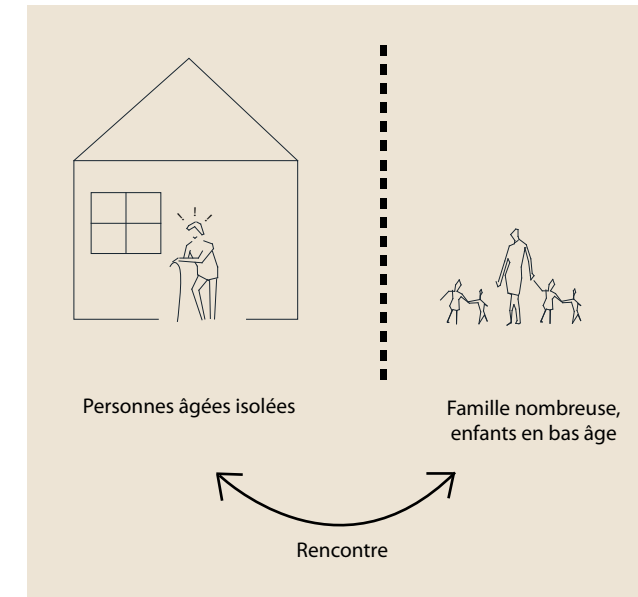 Personnes âgées isolées
Famille nombreuse,
enfants en bas âge
Rencontre